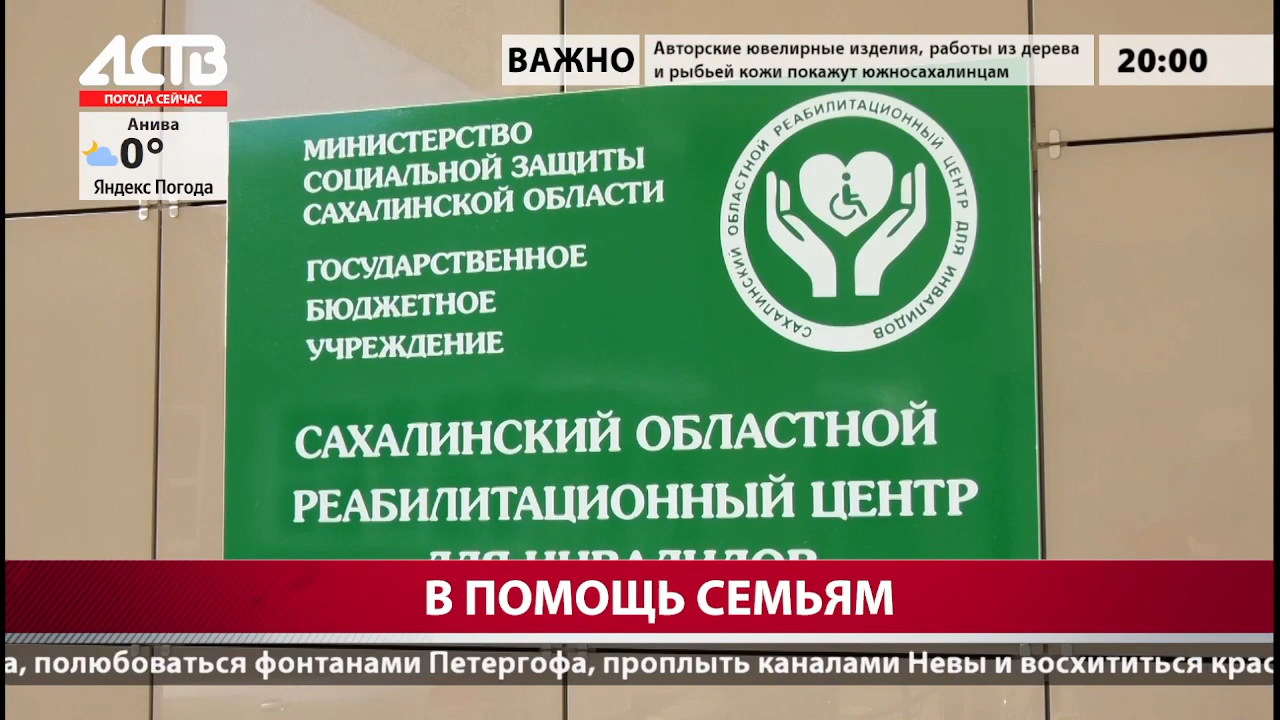 АСТВ
ПОГОДА СЕЙЧАС
Анива
0°
Яндекс Погода
ВАЖНО
Авторские ювелирные изделия, работы из дерева
и рыбьей кожи покажут южносахалинцам
20:00
МИНИСТЕРСТВО
СОЦИАЛЬНОЙ ЗАЩИТЫ
САХАЛИНСКОЙ ОБЛАСТИ
ГОСУДАРСТВЕННОЕ
БЮДЖЕТНОЕ
УЧРЕЖДЕНИЕ
САХАЛИНСКИЙ ОБЛАСТНОЙ РЕАБИЛИТАЦИОННЫЙ ЦЕНТР ДЛЯ ИНВАЛИДОВ
САХАЛИНСКИЙ ОБЛАСТНОЙ
РЕАБИЛИТАЦИОННЫЙ ЦЕНТР
ДЛЯ ИНВАЛИДОВ
В ПОМОЩЬ СЕМЬЯМ
а, полюбоваться фонтанами Петергофа, проплыть каналами Невы и восхититься крас